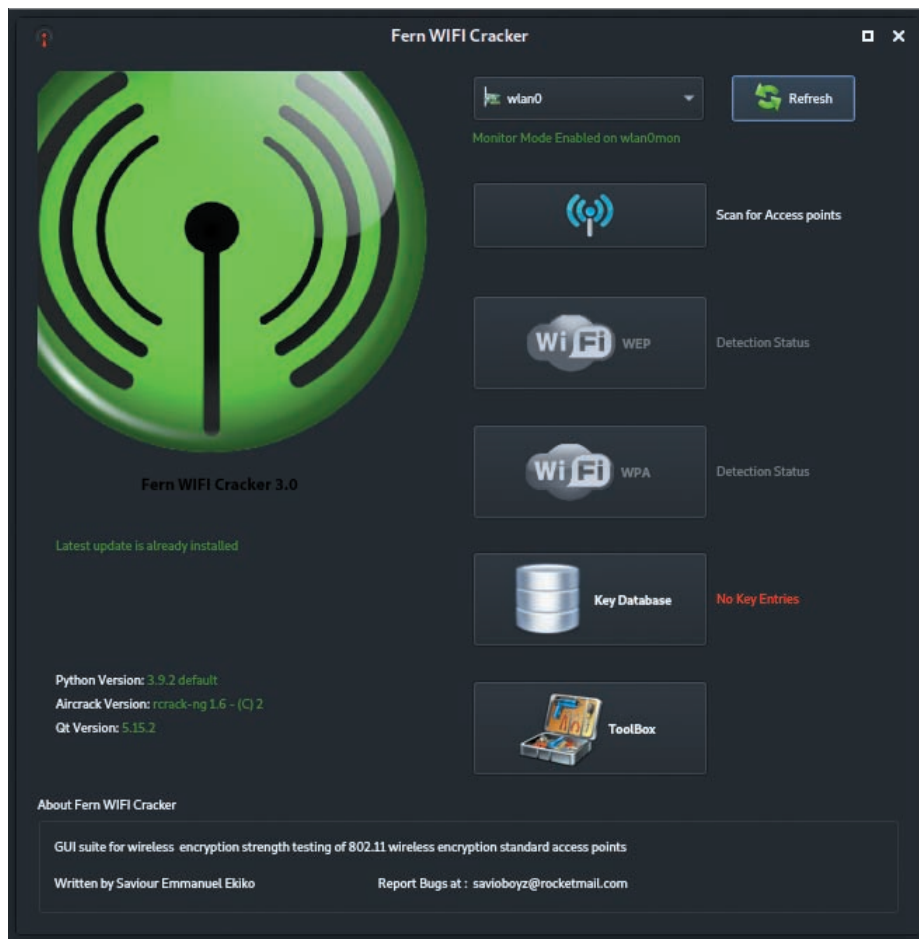 Fern WIFI Cracker
wlan0
Refresh
Monitor Mode Enabled on wlan0mon
Scan for Access points
Wi Fi WEP
Detection Status
Wi Fi WPA
Detection Status
Fern WIFI Cracker 3.0
Latest update is already installed
Key Database
No Key Entries
Python Version: 3.9.2 default
Aircrack Version: rcrack-ng 1.6 - (C) 2
Qt Version: 5.15.2
ToolBox
About Fern WIFI Cracker
GUI suite for wireless encryption strength testing of 802.11 wireless encryption standard access points
Written by Saviour Emmanuel Ekiko
Report Bugs at : savioboyz@rocketmail.com